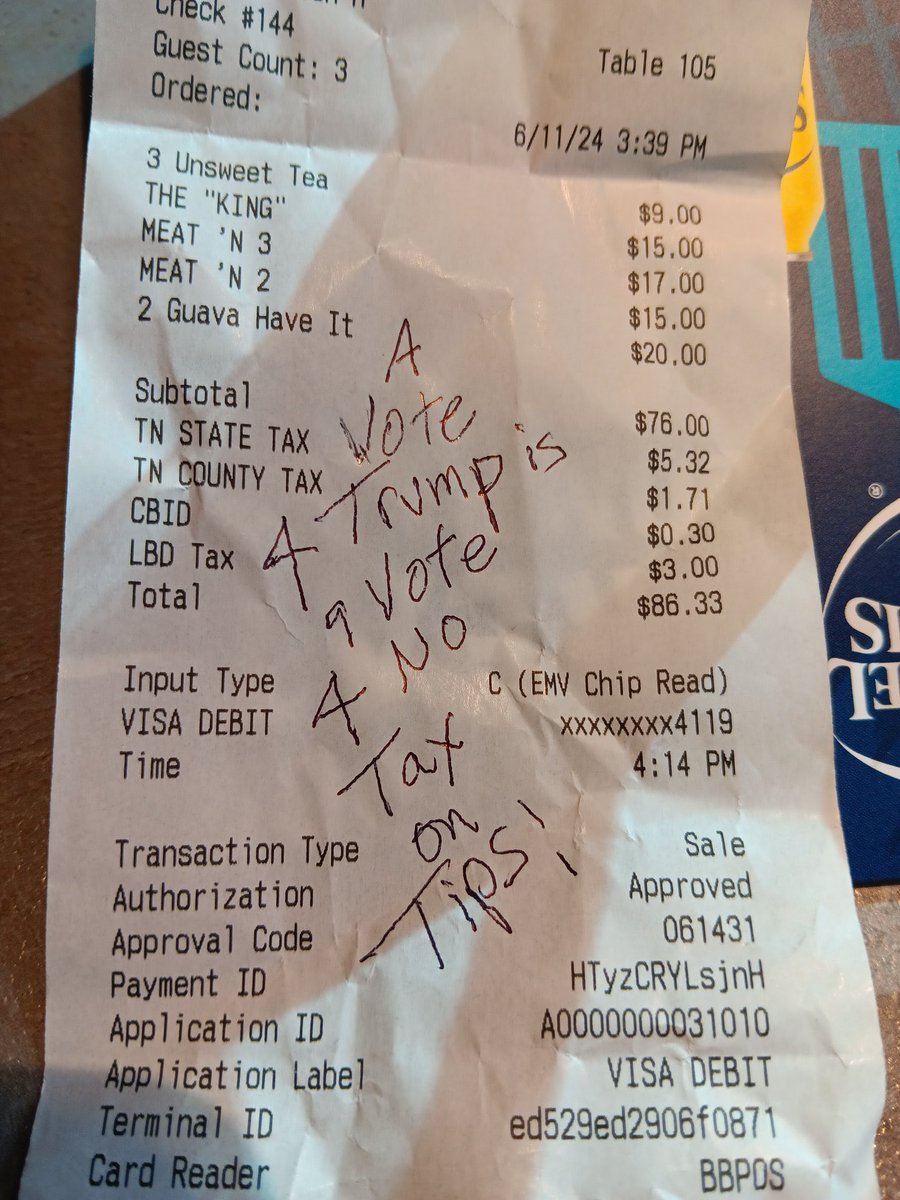 Check #144
Guest Count: 3 Table 105
Ordered:
6/11/24 3:39 PM
3 Unsweet Tea $9.00
THE "KING" $15.00
MEAT 'N 3 $17.00
MEAT 'N 2 $15.00
2 Guava Have It $20.00
Subtotal $76.00
TN STATE TAX $5.32
TN COUNTY TAX $1.71
CBID $0.30
LBD Tax $3.00
Total $86.33
Input Type C (EMV Chip Read)
VISA DEBIT xxxxxxxx4119
Time 4:14 PM
Transaction Type Sale
Authorization Approved
Approval Code 061431
Payment ID HTyzCRYLsjnH
Application ID A0000000031010
Application Label VISA DEBIT
Terminal ID ed529ed2906f0871
Card Reader BBPOS
A
Vote
4 Trump is
a Vote
4 No
Tax
on
Tips!
®